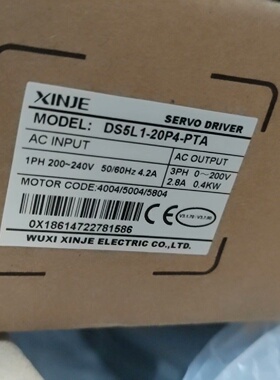 XINJE
SERVO DRIVER
MODEL: DS5L1-20P4-PTA
AC INPUT
AC OUTPUT
1PH 200~240V 50/60Hz 4.2A
3PH 0~200V
2.8A 0.4KW
MOTOR CODE:4004/5004/5804
0X18614722781586
WUXI XINJE ELECTRIC CO.,LTD.